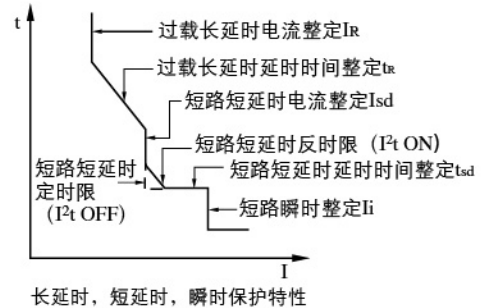 t
过载长延时电流整定IR
过载长延时延时时间整定tR
短路短延时电流整定Isd
短路短延时反时限（I²t ON）
短路短延时延时时间整定tsd
短路短延时
定时限
（I²t OFF）
短路瞬时整定Ii
I
长延时，短延时，瞬时保护特性